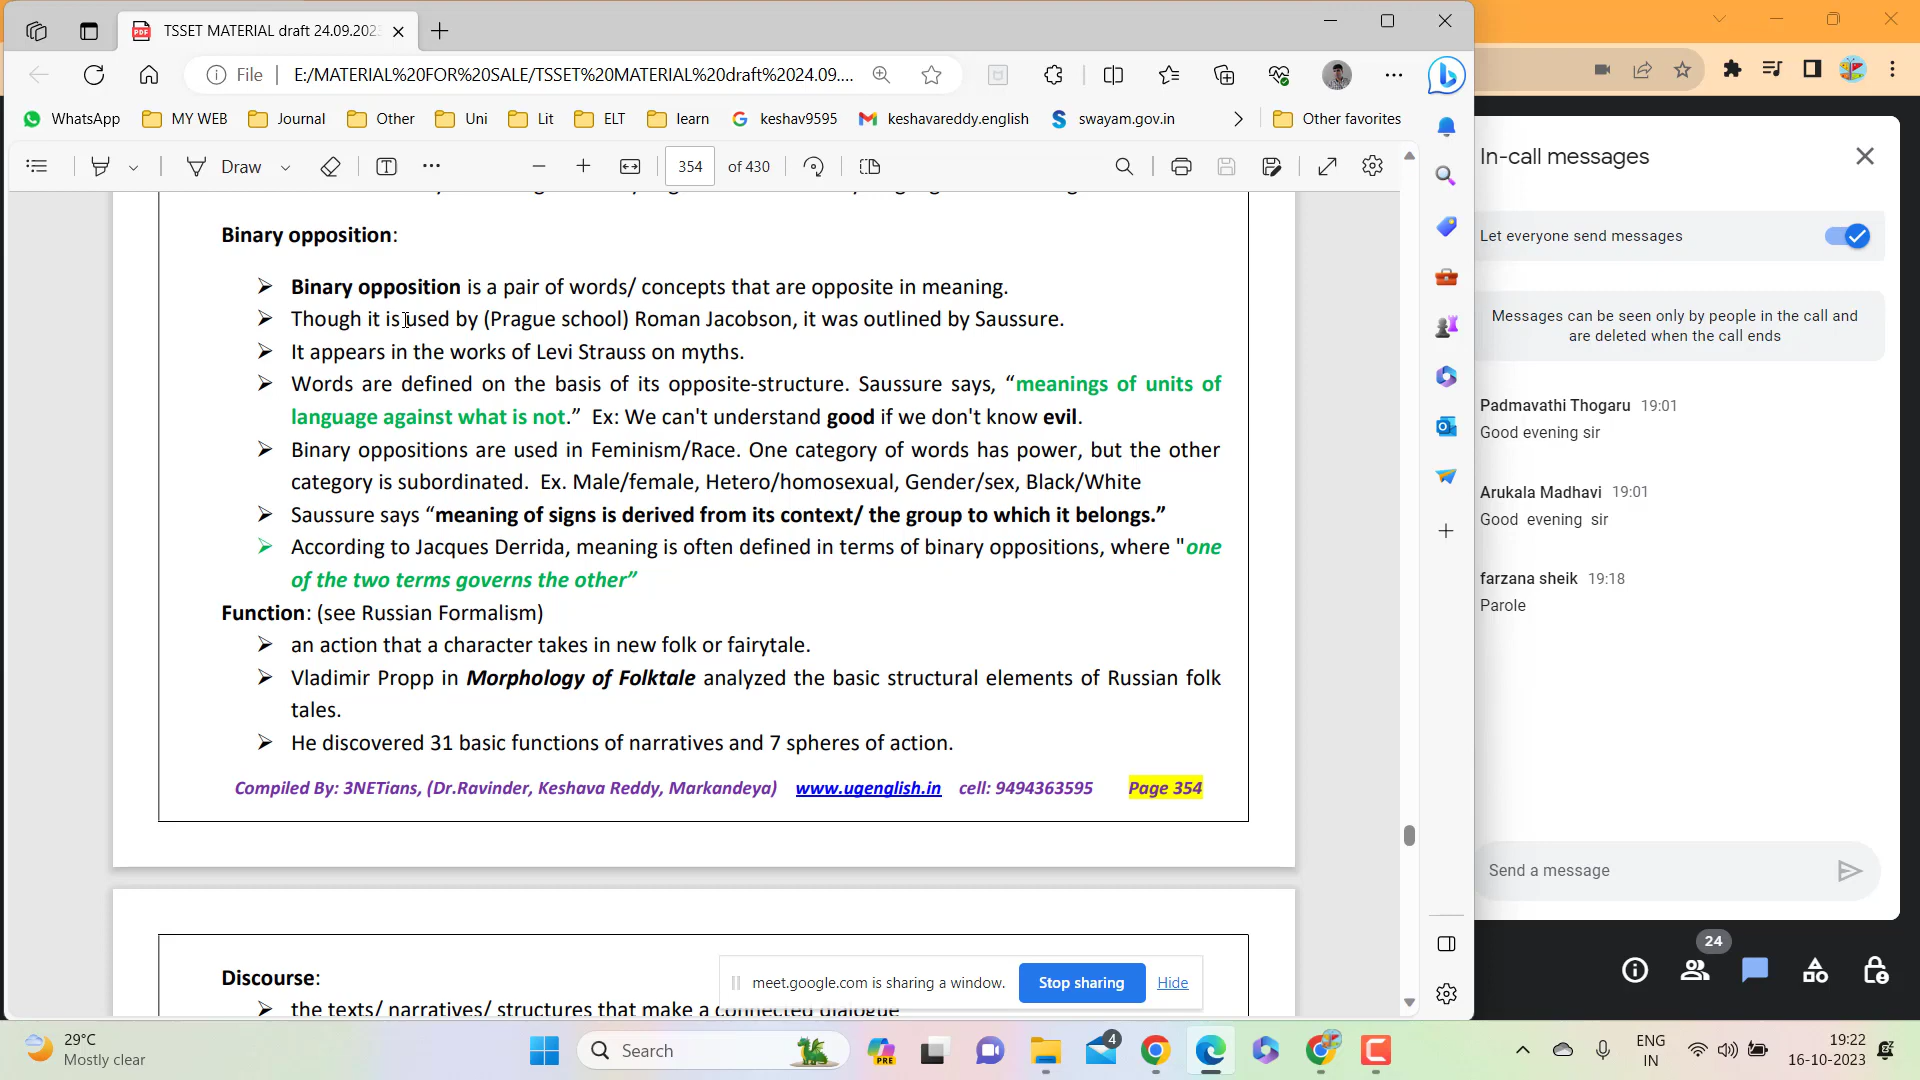 TSSET MATERIAL draft 24.09.202
File
E:/MATERIAL%20FOR%20SALE/TSSET%20MATERIAL%20draft%2024.09....
WhatsApp
MY WEB
Journal
Other
Uni
Lit
ELT
learn
keshav9595
keshavareddy.english
swayam.gov.in
Other favorites
Draw
354
of 430
Binary opposition:
Binary opposition is a pair of words/ concepts that are opposite in meaning.
Though it is used by (Prague school) Roman Jacobson, it was outlined by Saussure.
It appears in the works of Levi Strauss on myths.
Words are defined on the basis of its opposite-structure. Saussure says, “meanings of units of
language against what is not.” Ex: We can't understand good if we don't know evil.
Binary oppositions are used in Feminism/Race. One category of words has power, but the other
category is subordinated. Ex. Male/female, Hetero/homosexual, Gender/sex, Black/White
Saussure says “meaning of signs is derived from its context/ the group to which it belongs.”
According to Jacques Derrida, meaning is often defined in terms of binary oppositions, where "one
of the two terms governs the other”
Function: (see Russian Formalism)
an action that a character takes in new folk or fairytale.
Vladimir Propp in Morphology of Folktale analyzed the basic structural elements of Russian folk
tales.
He discovered 31 basic functions of narratives and 7 spheres of action.
Compiled By: 3NETians, (Dr.Ravinder, Keshava Reddy, Markandeya) www.ugenglish.in cell: 9494363595 Page 354
Discourse:
the texts/ narratives/ structures that make a connected dialogue
meet.google.com is sharing a window.
Stop sharing
Hide
In-call messages
Let everyone send messages
Messages can be seen only by people in the call and
are deleted when the call ends
Padmavathi Thogaru 19:01
Good evening sir
Arukala Madhavi 19:01
Good evening sir
farzana sheik 19:18
Parole
Send a message
24
29°C
Mostly clear
Search
PRE
4
ENG
IN
19:22
16-10-2023